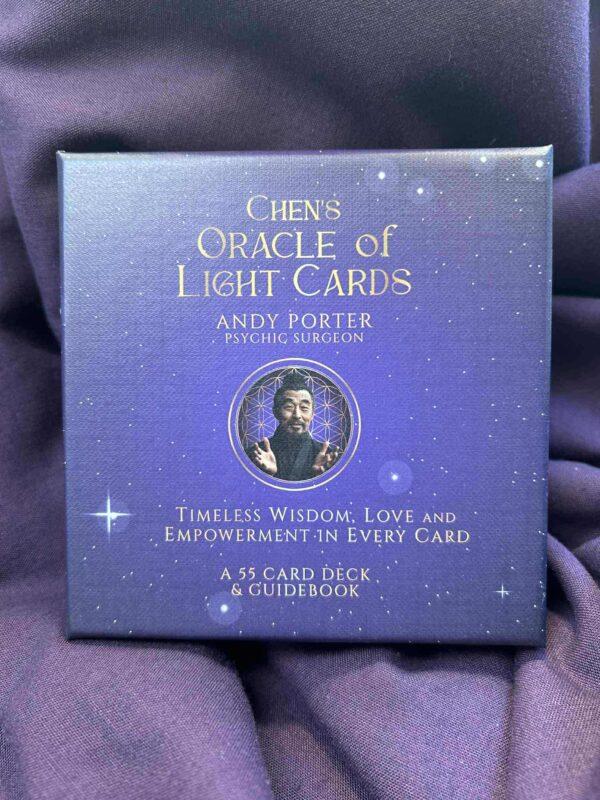 CHEN'S
ORACLE of
LIGHT CARDS
ANDY PORTER
PSYCHIC SURGEON
TIMELESS WISDOM, LOVE AND
EMPOWERMENT IN EVERY CARD
A 55 CARD DECK
& GUIDEBOOK